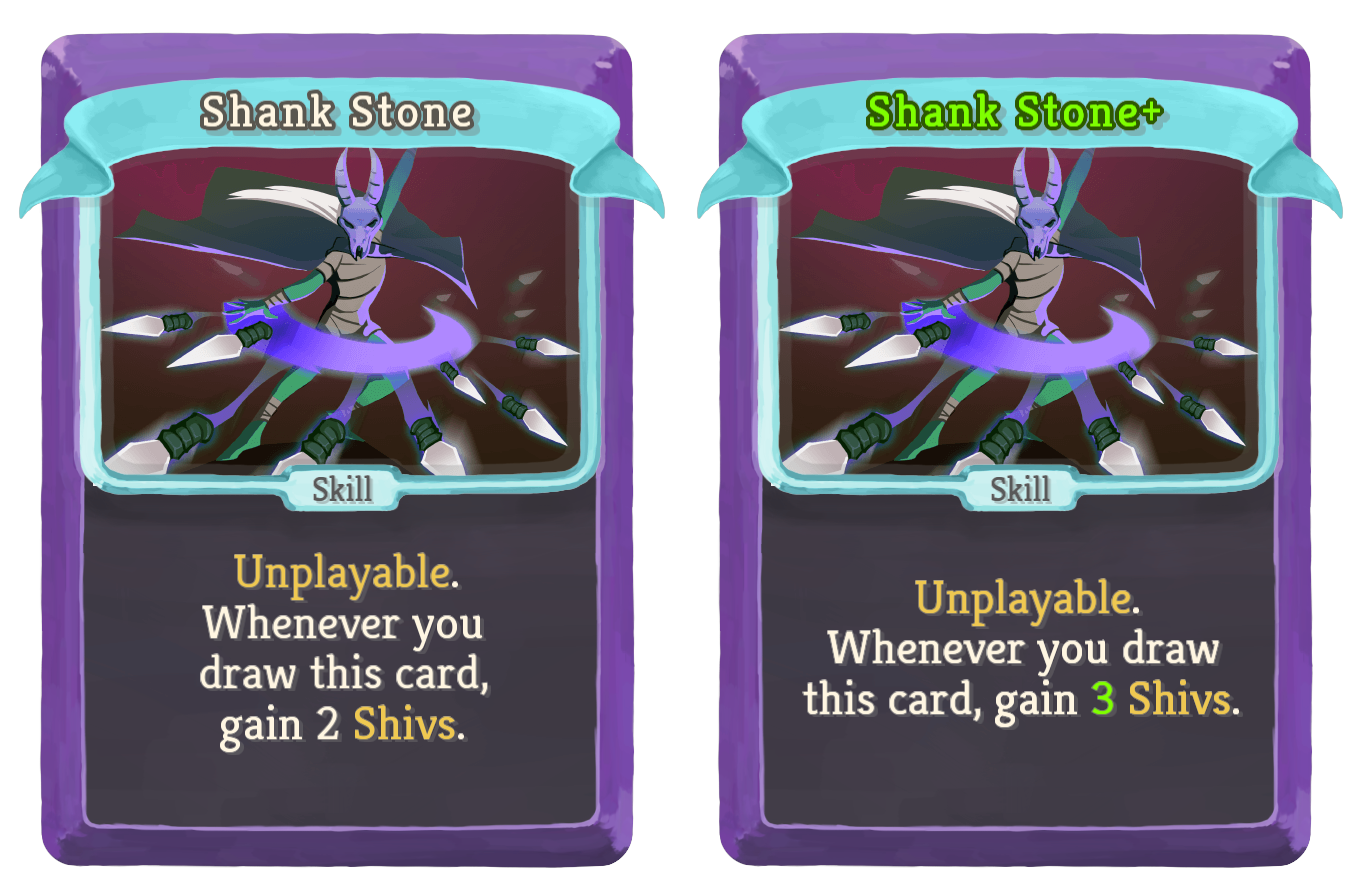 Shank Stone
Skill
Unplayable.
Whenever you
draw this card,
gain 2 Shivs.
Shank Stone+
Skill
Unplayable.
Whenever you draw
this card, gain 3 Shivs.